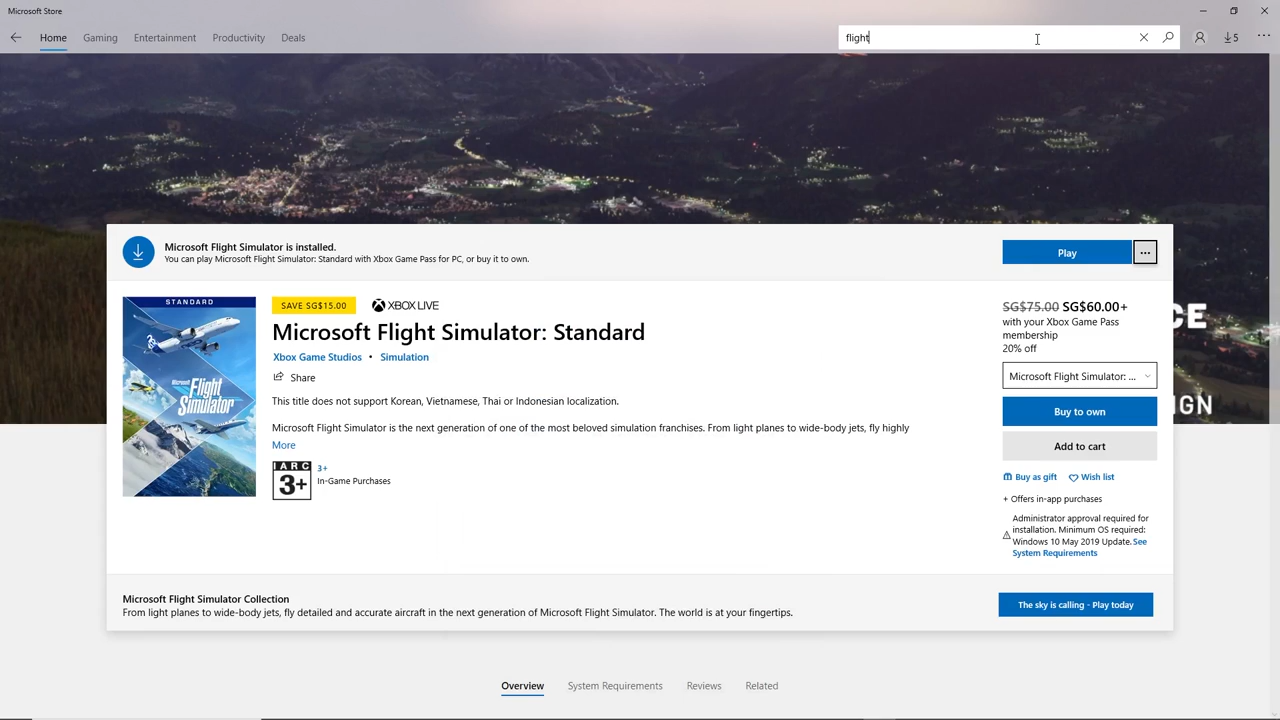 Microsoft Store
Home Gaming Entertainment Productivity Deals
flight
5
Microsoft Flight Simulator is installed.
You can play Microsoft Flight Simulator: Standard with Xbox Game Pass for PC, or buy it to own.
Play
STANDARD
Microsoft
Flight
Simulator
SAVE SG$15.00
XBOX LIVE
Microsoft Flight Simulator: Standard
Xbox Game Studios • Simulation
Share
This title does not support Korean, Vietnamese, Thai or Indonesian localization.
Microsoft Flight Simulator is the next generation of one of the most beloved simulation franchises. From light planes to wide-body jets, fly highly
More
IARC
3+
3+
In-Game Purchases
SG$75.00 SG$60.00+
with your Xbox Game Pass
membership
20% off
Microsoft Flight Simulator: ...
Buy to own
Add to cart
Buy as gift Wish list
+ Offers in-app purchases
Administrator approval required for
installation. Minimum OS required:
Windows 10 May 2019 Update. See
System Requirements
CE
IGN
Microsoft Flight Simulator Collection
From light planes to wide-body jets, fly detailed and accurate aircraft in the next generation of Microsoft Flight Simulator. The world is at your fingertips.
The sky is calling - Play today
Overview System Requirements Reviews Related